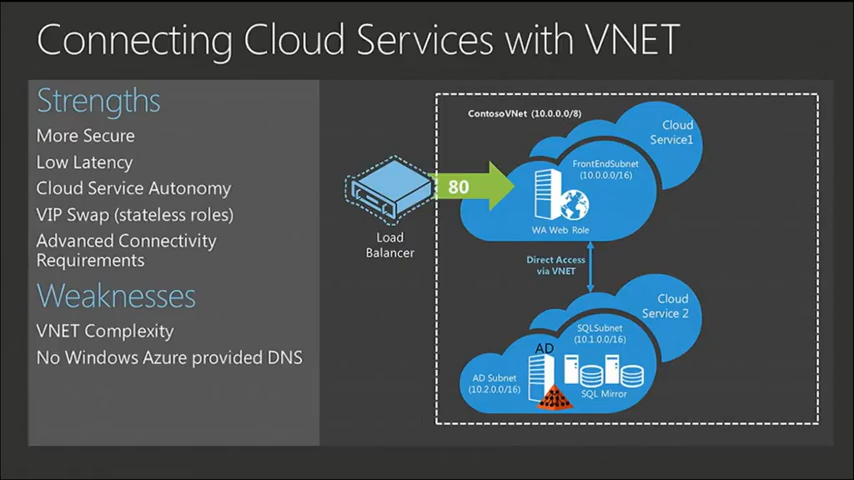 Connecting Cloud Services with VNET
Strengths
More Secure
Low Latency
Cloud Service Autonomy
VIP Swap (stateless roles)
Advanced Connectivity
Requirements
Weaknesses
VNET Complexity
No Windows Azure provided DNS
Load
Balancer
80
ContosoVNet (10.0.0.0/8)
Cloud
Service1
FrontEndSubnet
(10.0.0.0/16)
WA Web Role
Direct Access
via VNET
Cloud
Service 2
SQLSubnet
(10.1.0.0/16)
AD
AD Subnet
(10.2.0.0/16)
SQL Mirror